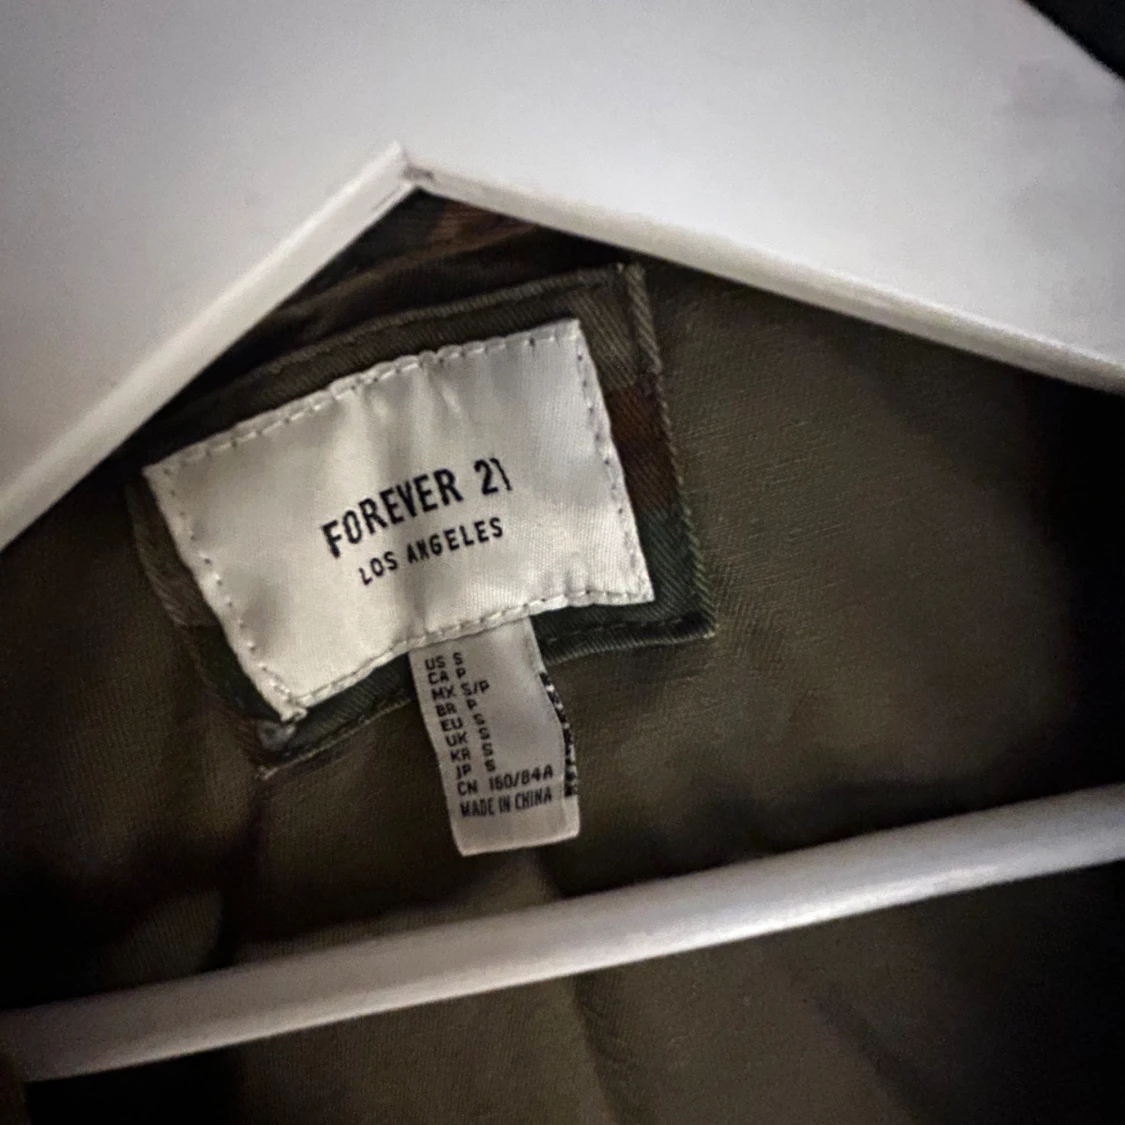 FOREVER 21
LOS ANGELES
US S
CA P
MX S/P
BR P
EU S
UK S
KR S
JP S
CN 160/84A
MADE IN CHINA